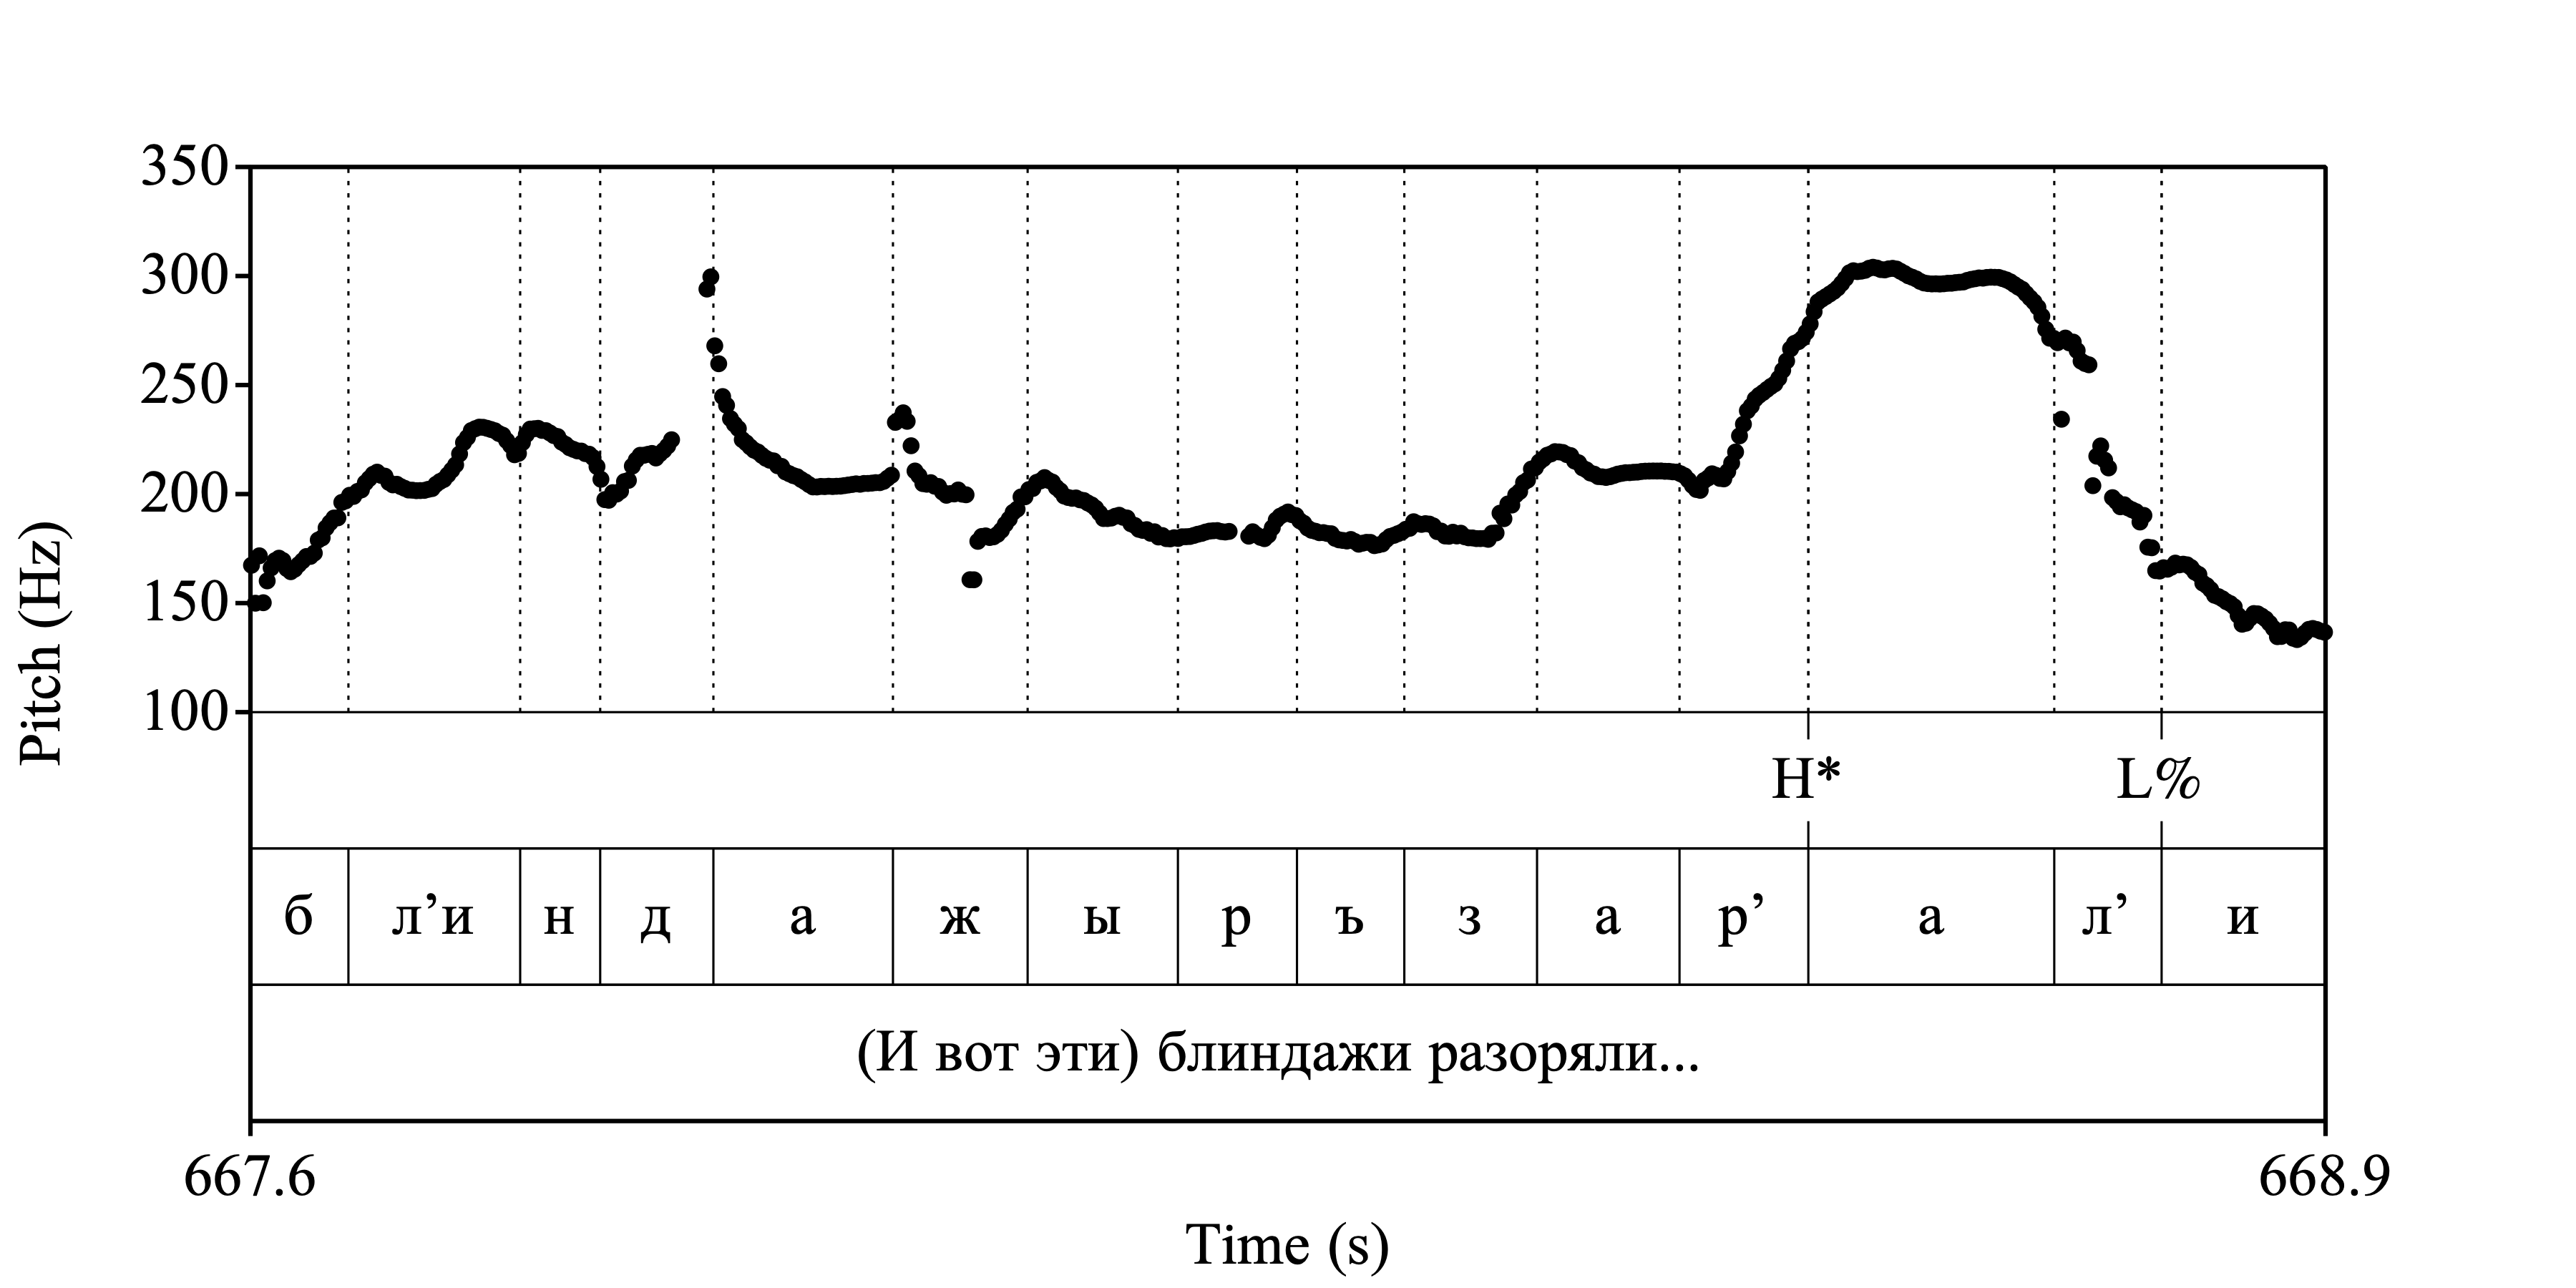 350
300
250
200
150
100
Pitch (Hz)
H* L%
б л’и н д а ж ы р ъ з а р’ а л’ и
(И вот эти) блиндажи разоряли...
667.6 668.9
Time (s)